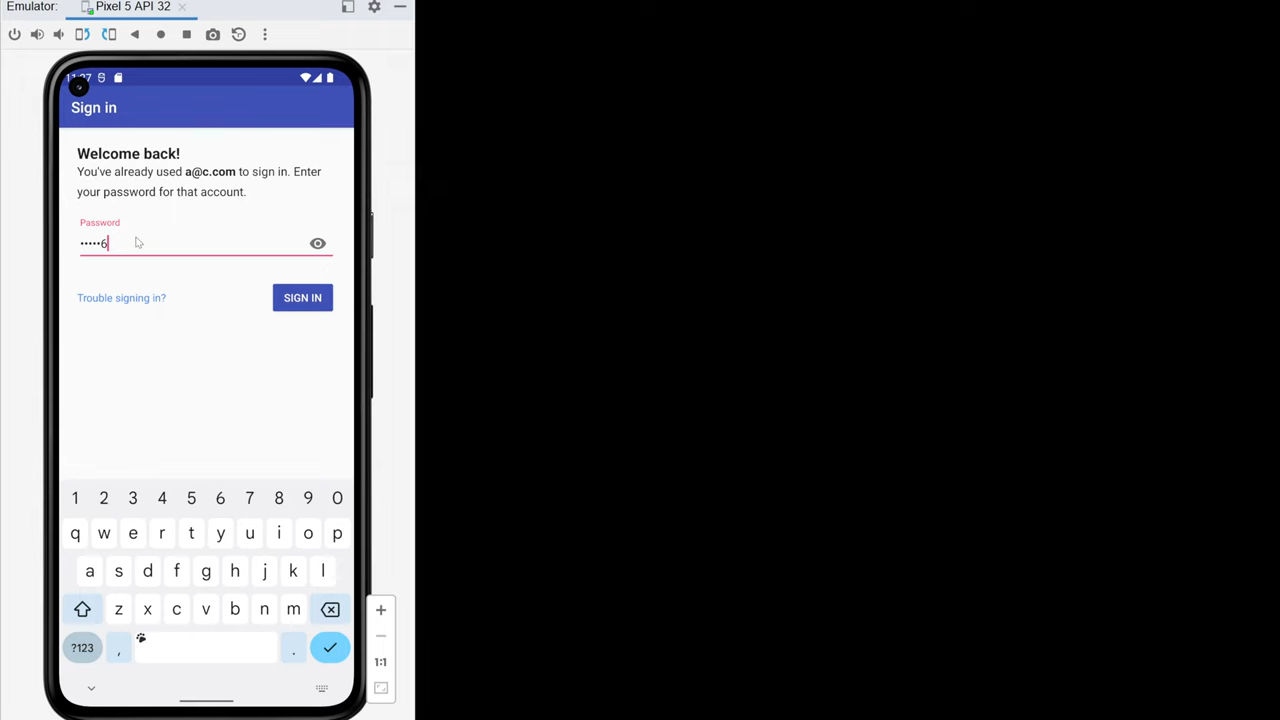 Emulator: Pixel 5 API 32
Sign in
Welcome back!
You've already used a@c.com to sign in. Enter
your password for that account.
Password
•••••6
Trouble signing in? SIGN IN
1 2 3 4 5 6 7 8 9 0
q w e r t y u i o p
a s d f g h j k l
z x c v b n m
?123 , .
1:1